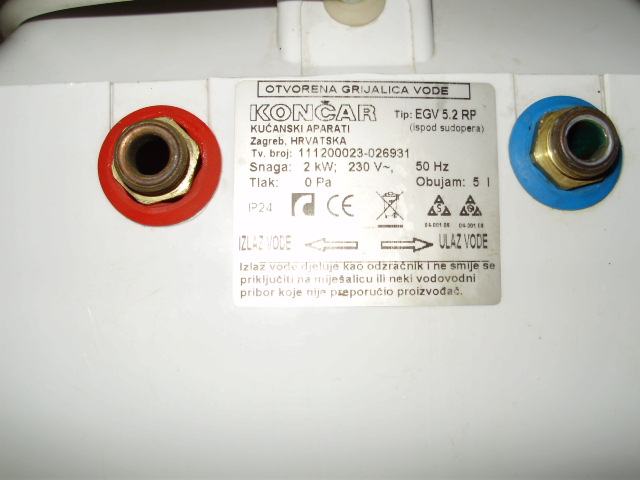 OTVORENA GRIJALICA VODE
KONČAR Tip: EGV 5.2 RP
KUĆANSKI APARATI (ispod sudopera)
Zagreb, HRVATSKA
Tv. broj: 111200023-026931
Snaga: 2 kW; 230 V~, 50 Hz
Tlak: 0 Pa Obujam: 5 l
IP24 CE
IZLAZ VODE ULAZ VODE
Izlaz vode djeluje kao odzračnik i ne smije se
priključiti na miješalicu ili neki vodovodni
pribor koje nije preporučio proizvođač.